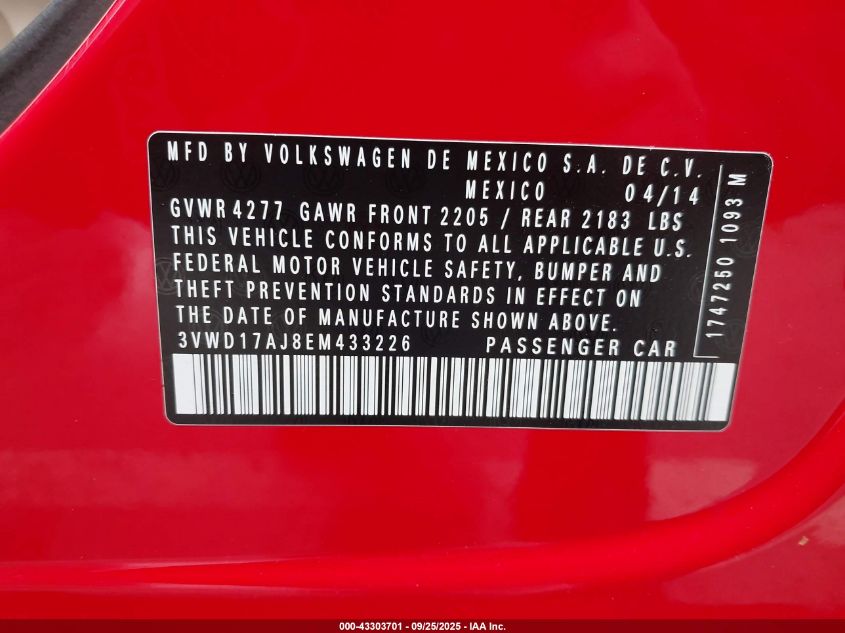 MFD BY VOLKSWAGEN DE MEXICO S.A. DE C.V.
MEXICO 04/14
GVWR 4277 GAWR FRONT 2205 / REAR 2183 LBS
THIS VEHICLE CONFORMS TO ALL APPLICABLE U.S.
FEDERAL MOTOR VEHICLE SAFETY, BUMPER AND
THEFT PREVENTION STANDARDS IN EFFECT ON
THE DATE OF MANUFACTURE SHOWN ABOVE.
3VWD17AJ8EM433226 PASSENGER CAR
1747250 1093 M
000-43303701 - 09/25/2025 - IAA Inc.